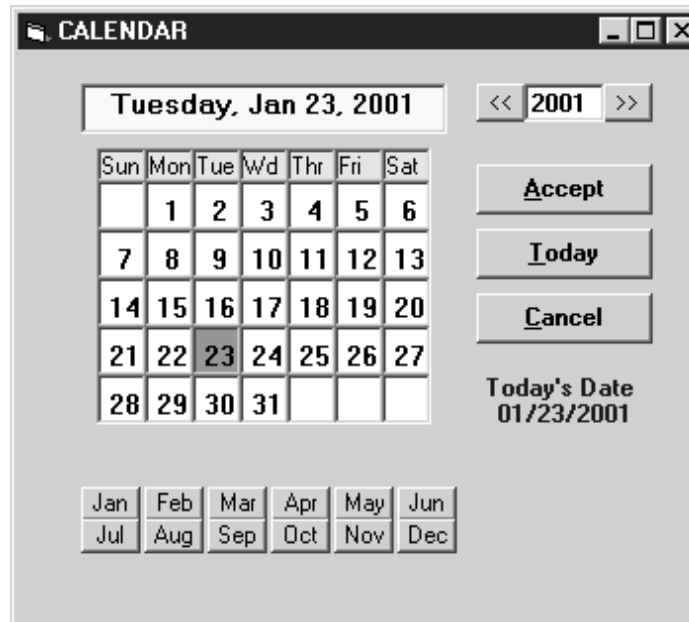 CALENDAR
Tuesday, Jan 23, 2001
<< 2001 >>
Sun Mon Tue Wd Thr Fri Sat
1 2 3 4 5 6
7 8 9 10 11 12 13
14 15 16 17 18 19 20
21 22 23 24 25 26 27
28 29 30 31
Accept
Today
Cancel
Today's Date
01/23/2001
Jan Feb Mar Apr May Jun
Jul Aug Sep Oct Nov Dec